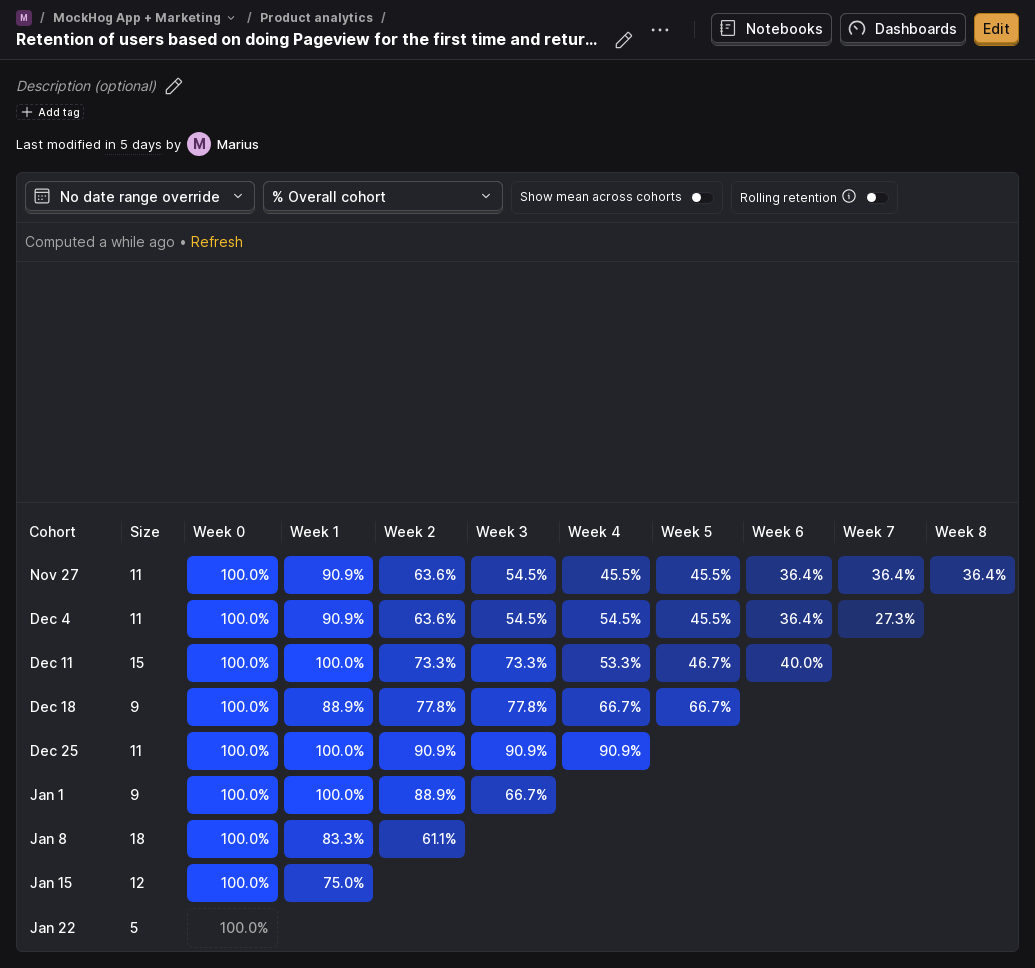 M / MockHog App + Marketing / Product analytics /
Retention of users based on doing Pageview for the first time and retur...
Notebooks
Dashboards
Edit
Description (optional)
Add tag
Last modified in 5 days by M Marius
No date range override
% Overall cohort
Show mean across cohorts
Rolling retention
Computed a while ago • Refresh
Cohort Size Week 0 Week 1 Week 2 Week 3 Week 4 Week 5 Week 6 Week 7 Week 8
Nov 27 11 100.0% 90.9% 63.6% 54.5% 45.5% 45.5% 36.4% 36.4% 36.4%
Dec 4 11 100.0% 90.9% 63.6% 54.5% 54.5% 45.5% 36.4% 27.3%
Dec 11 15 100.0% 100.0% 73.3% 73.3% 53.3% 46.7% 40.0%
Dec 18 9 100.0% 88.9% 77.8% 77.8% 66.7% 66.7%
Dec 25 11 100.0% 100.0% 90.9% 90.9% 90.9%
Jan 1 9 100.0% 100.0% 88.9% 66.7%
Jan 8 18 100.0% 83.3% 61.1%
Jan 15 12 100.0% 75.0%
Jan 22 5 100.0%